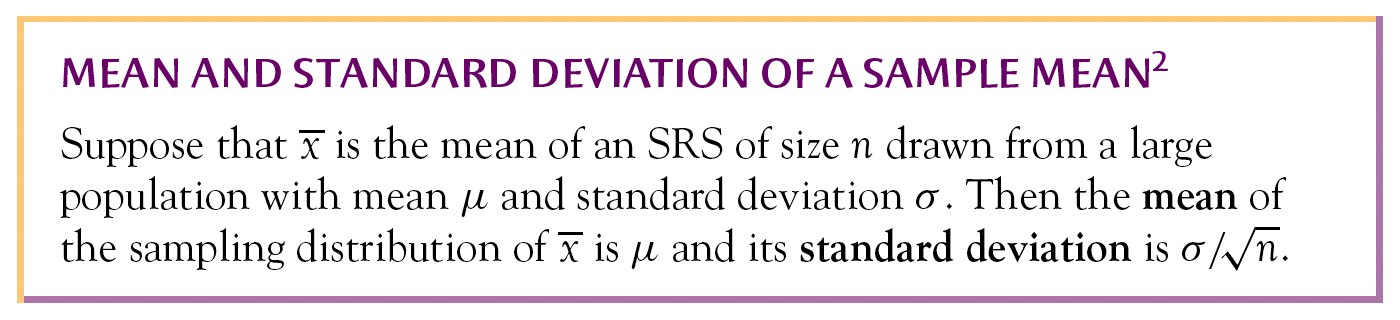 MEAN AND STANDARD DEVIATION OF A SAMPLE MEAN²
Suppose that x̅ is the mean of an SRS of size n drawn from a large
population with mean μ and standard deviation σ. Then the mean of
the sampling distribution of x̅ is μ and its standard deviation is σ/√n.